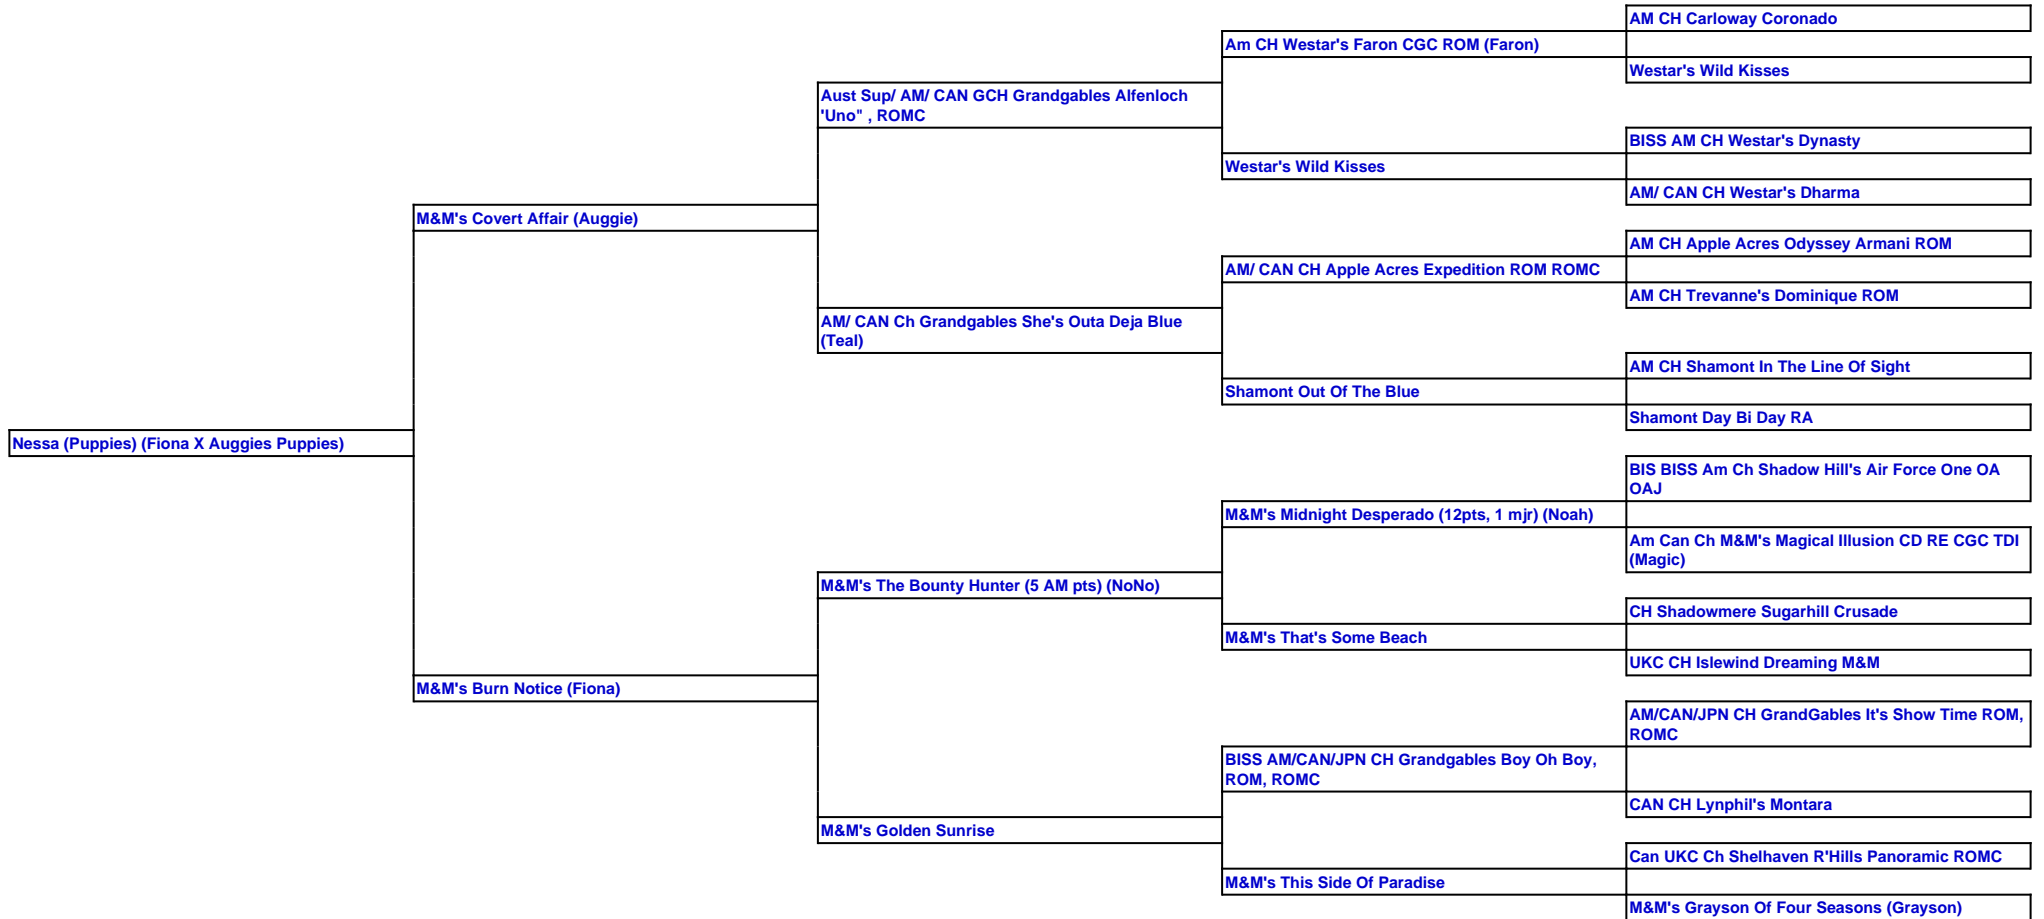 AM CH Carloway Coronado
Am CH Westar's Faron CGC ROM (Faron)
Westar's Wild Kisses
Aust Sup/ AM/ CAN GCH Grandgables Alfenloch
'Uno" , ROMC
BISS AM CH Westar's Dynasty
Westar's Wild Kisses
AM/ CAN CH Westar's Dharma
M&M's Covert Affair (Auggie)
AM CH Apple Acres Odyssey Armani ROM
AM/ CAN CH Apple Acres Expedition ROM ROMC
AM CH Trevanne's Dominique ROM
AM/ CAN Ch Grandgables She's Outa Deja Blue
(Teal)
AM CH Shamont In The Line Of Sight
Shamont Out Of The Blue
Shamont Day Bi Day RA
Nessa (Puppies) (Fiona X Auggies Puppies)
BIS BISS Am Ch Shadow Hill's Air Force One OA
OAJ
M&M's Midnight Desperado (12pts, 1 mjr) (Noah)
Am Can Ch M&M's Magical Illusion CD RE CGC TDI
(Magic)
M&M's The Bounty Hunter (5 AM pts) (NoNo)
CH Shadowmere Sugarhill Crusade
M&M's That's Some Beach
UKC CH Islewind Dreaming M&M
M&M's Burn Notice (Fiona)
AM/CAN/JPN CH GrandGables It's Show Time ROM,
ROMC
BISS AM/CAN/JPN CH Grandgables Boy Oh Boy,
ROM, ROMC
CAN CH Lynphil's Montara
M&M's Golden Sunrise
Can UKC Ch Shelhaven R'Hills Panoramic ROMC
M&M's This Side Of Paradise
M&M's Grayson Of Four Seasons (Grayson)